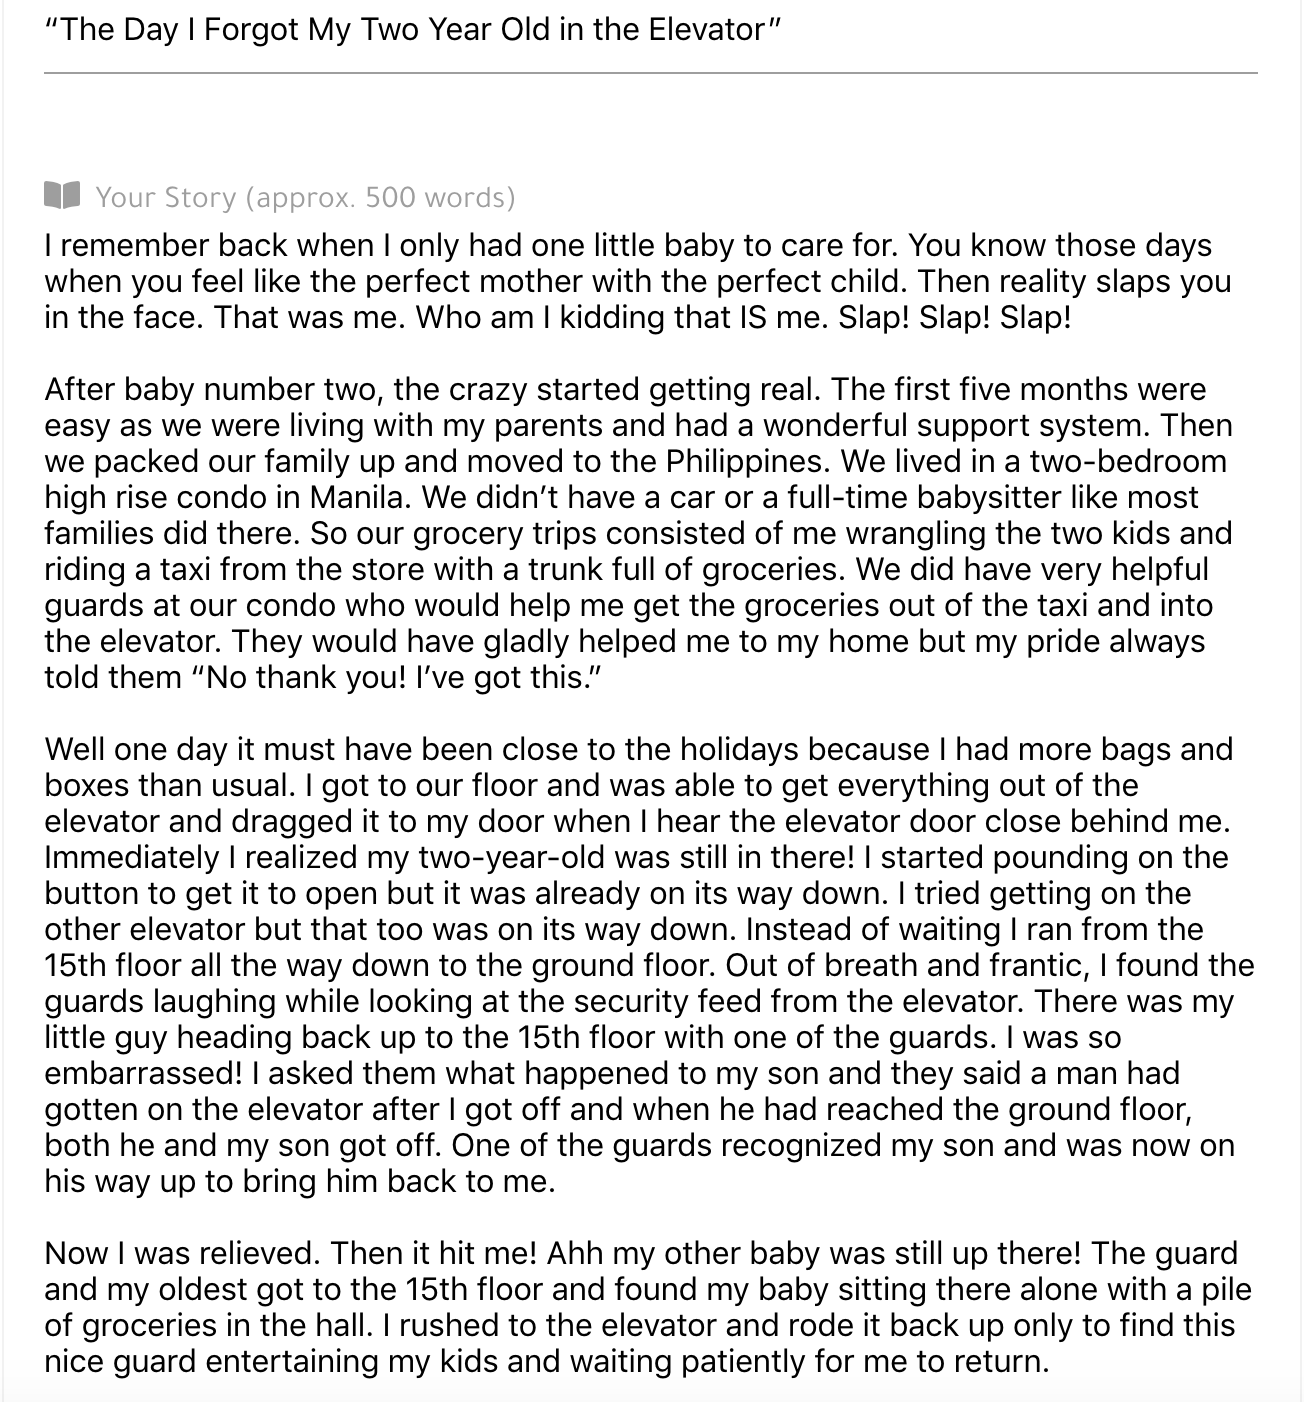 “The Day I Forgot My Two Year Old in the Elevator”
Your Story (approx. 500 words)
I remember back when I only had one little baby to care for. You know those days
when you feel like the perfect mother with the perfect child. Then reality slaps you
in the face. That was me. Who am I kidding that IS me. Slap! Slap! Slap!
After baby number two, the crazy started getting real. The first five months were
easy as we were living with my parents and had a wonderful support system. Then
we packed our family up and moved to the Philippines. We lived in a two-bedroom
high rise condo in Manila. We didn’t have a car or a full-time babysitter like most
families did there. So our grocery trips consisted of me wrangling the two kids and
riding a taxi from the store with a trunk full of groceries. We did have very helpful
guards at our condo who would help me get the groceries out of the taxi and into
the elevator. They would have gladly helped me to my home but my pride always
told them “No thank you! I’ve got this.”
Well one day it must have been close to the holidays because I had more bags and
boxes than usual. I got to our floor and was able to get everything out of the
elevator and dragged it to my door when I hear the elevator door close behind me.
Immediately I realized my two-year-old was still in there! I started pounding on the
button to get it to open but it was already on its way down. I tried getting on the
other elevator but that too was on its way down. Instead of waiting I ran from the
15th floor all the way down to the ground floor. Out of breath and frantic, I found the
guards laughing while looking at the security feed from the elevator. There was my
little guy heading back up to the 15th floor with one of the guards. I was so
embarrassed! I asked them what happened to my son and they said a man had
gotten on the elevator after I got off and when he had reached the ground floor,
both he and my son got off. One of the guards recognized my son and was now on
his way up to bring him back to me.
Now I was relieved. Then it hit me! Ahh my other baby was still up there! The guard
and my oldest got to the 15th floor and found my baby sitting there alone with a pile
of groceries in the hall. I rushed to the elevator and rode it back up only to find this
nice guard entertaining my kids and waiting patiently for me to return.